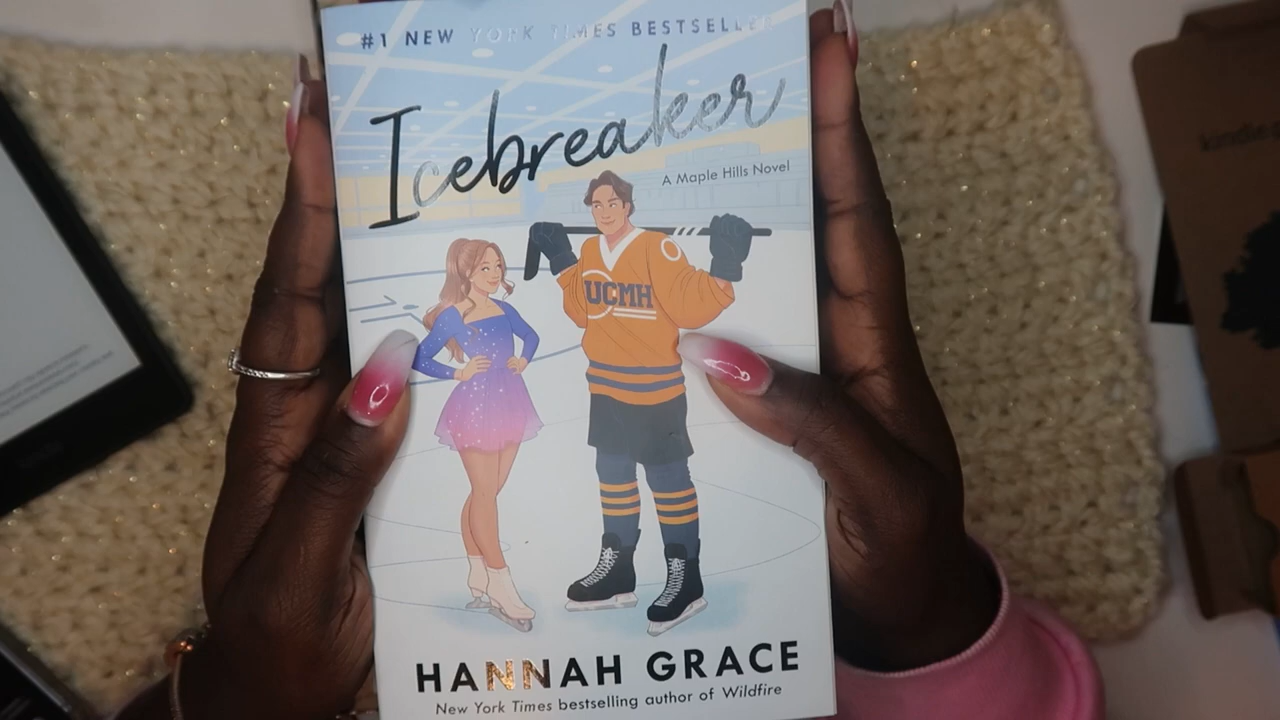 #1 NEW YORK TIMES BESTSELLER
Icebreaker
A Maple Hills Novel
UCMH
HANNAH GRACE
New York Times bestselling author of Wildfire
kindle